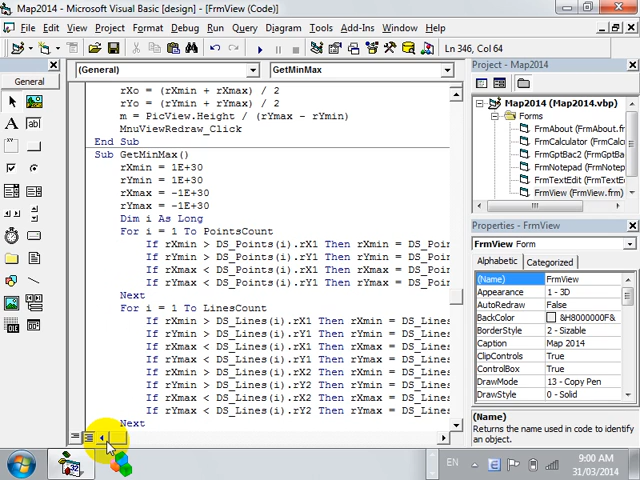 Map2014 - Microsoft Visual Basic [design] - [FrmView (Code)]
File Edit View Project Format Debug Run Query Diagram Tools Add-Ins Window Help
Ln 346, Col 64
General
(General) GetMinMax
rXo = (rXmin + rXmax) / 2
rYo = (rYmin + rYmax) / 2
m = PicView.Height / (rYmax - rYmin)
MnuViewRedraw_Click
End Sub
Sub GetMinMax()
rXmin = 1E+30
rYmin = 1E+30
rXmax = -1E+30
rYmax = -1E+30
Dim i As Long
For i = 1 To PointsCount
If rXmin > DS_Points(i).rX1 Then rXmin = DS_Poin
If rYmin > DS_Points(i).rY1 Then rYmin = DS_Poin
If rXmax < DS_Points(i).rX1 Then rXmax = DS_Poin
If rYmax < DS_Points(i).rY1 Then rYmax = DS_Poin
Next
For i = 1 To LinesCount
If rXmin > DS_Lines(i).rX1 Then rXmin = DS_Lines
If rYmin > DS_Lines(i).rY1 Then rYmin = DS_Lines
If rXmax < DS_Lines(i).rX1 Then rXmax = DS_Lines
If rYmax < DS_Lines(i).rY1 Then rYmax = DS_Lines
If rXmin > DS_Lines(i).rX2 Then rXmin = DS_Lines
If rYmin > DS_Lines(i).rY2 Then rYmin = DS_Lines
If rXmax < DS_Lines(i).rX2 Then rXmax = DS_Lines
If rYmax < DS_Lines(i).rY2 Then rYmax = DS_Lines
Next
Project - Map2014
Map2014 (Map2014.vbp)
Forms
FrmAbout (FrmAbout.fr
FrmCalculator (FrmCalc
FrmGptBac2 (FrmGptB
FrmNotepad (FrmNotep
FrmTextEdit (FrmTextE
FrmView (FrmView.frm)
Properties - FrmView
FrmView Form
Alphabetic Categorized
(Name) FrmView
Appearance 1 - 3D
AutoRedraw False
BackColor &H8000000F&
BorderStyle 2 - Sizable
Caption Map 2014
ClipControls True
ControlBox True
DrawMode 13 - Copy Pen
DrawStyle 0 - Solid
(Name)
Returns the name used in code to identify an object.
EN
9:00 AM
31/03/2014